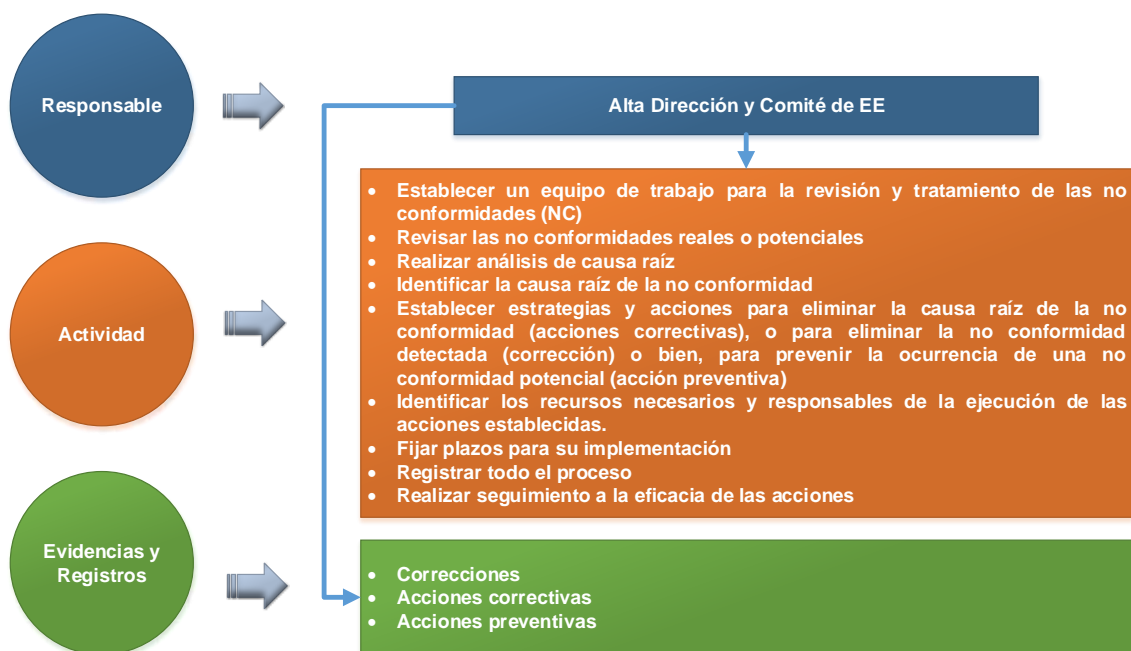 Responsable
Alta Dirección y Comité de EE
Actividad
• Establecer un equipo de trabajo para la revisión y tratamiento de las no
conformidades (NC)
• Revisar las no conformidades reales o potenciales
• Realizar análisis de causa raíz
• Identificar la causa raíz de la no conformidad
• Establecer estrategias y acciones para eliminar la causa raíz de la no
conformidad (acciones correctivas), o para eliminar la no conformidad
detectada (corrección) o bien, para prevenir la ocurrencia de una no
conformidad potencial (acción preventiva)
• Identificar los recursos necesarios y responsables de la ejecución de las
acciones establecidas.
• Fijar plazos para su implementación
• Registrar todo el proceso
• Realizar seguimiento a la eficacia de las acciones
Evidencias y
Registros
• Correcciones
• Acciones correctivas
• Acciones preventivas